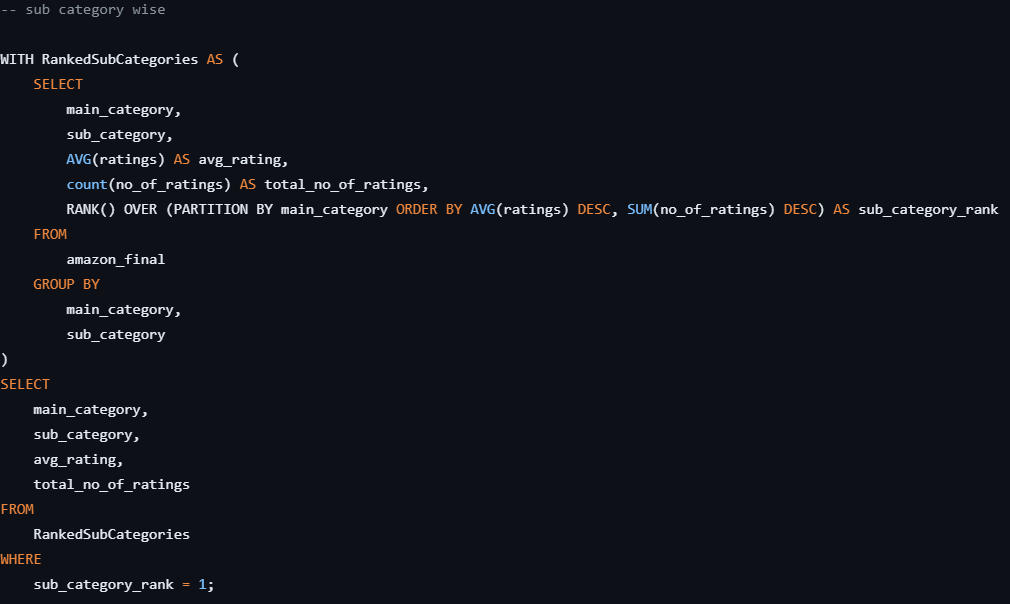 -- sub category wise
WITH RankedSubCategories AS (
SELECT
main_category,
sub_category,
AVG(ratings) AS avg_rating,
count(no_of_ratings) AS total_no_of_ratings,
RANK() OVER (PARTITION BY main_category ORDER BY AVG(ratings) DESC, SUM(no_of_ratings) DESC) AS sub_category_rank
FROM
amazon_final
GROUP BY
main_category,
sub_category
)
SELECT
main_category,
sub_category,
avg_rating,
total_no_of_ratings
FROM
RankedSubCategories
WHERE
sub_category_rank = 1;